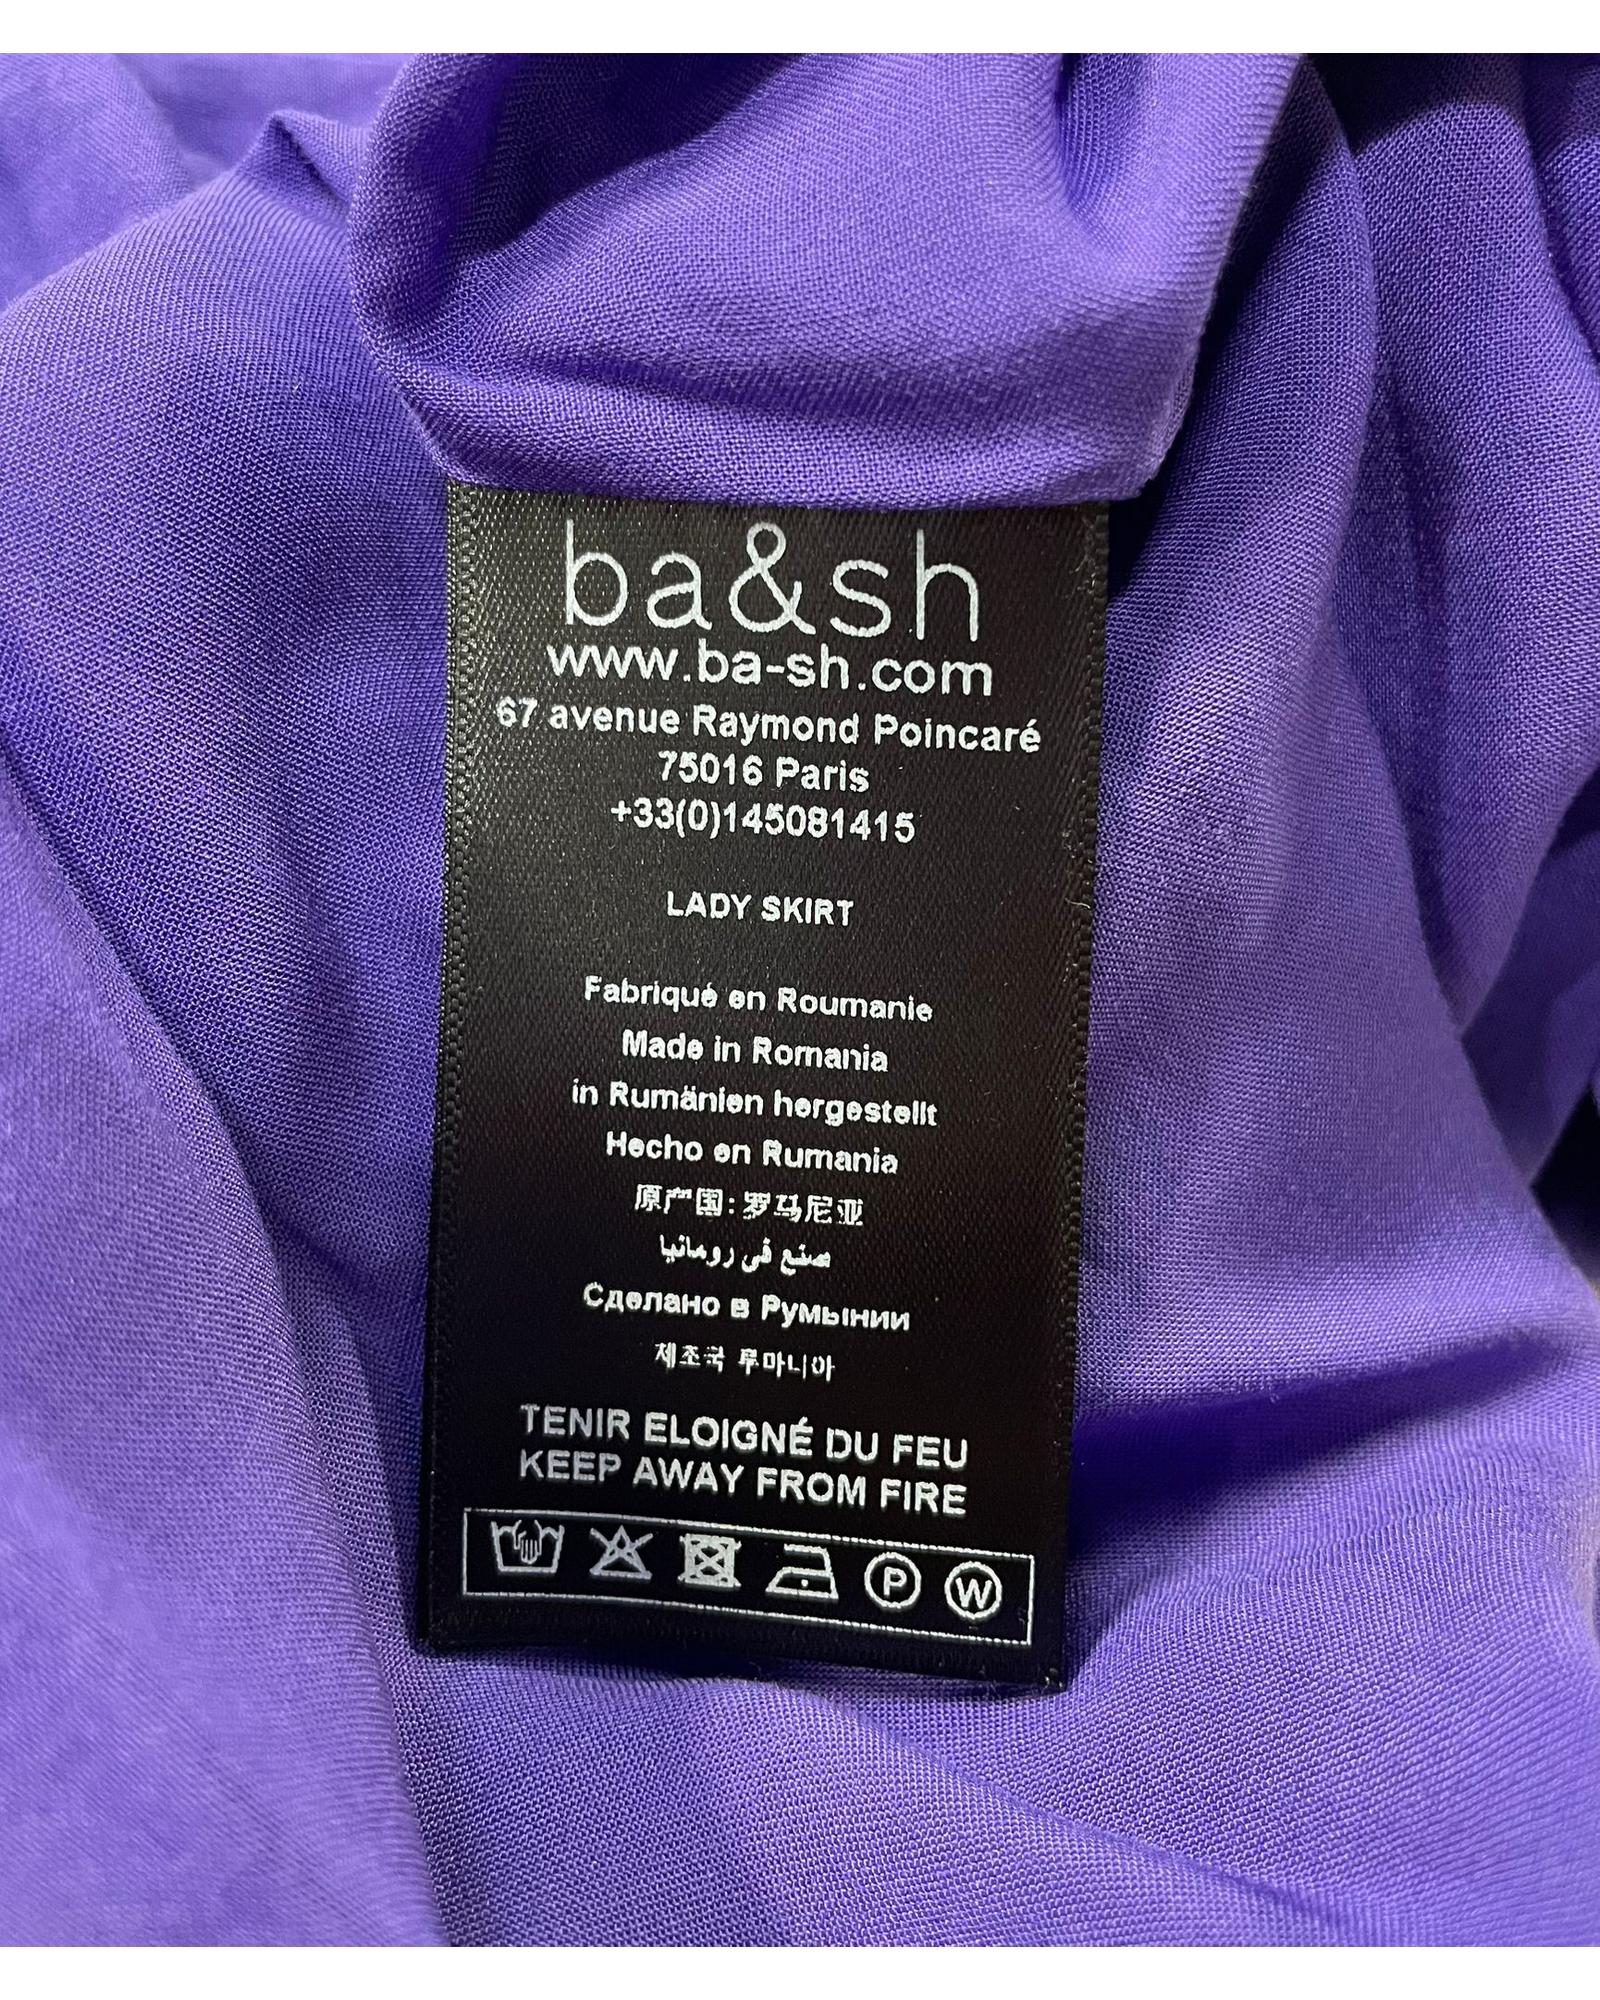 ba&sh
www.ba-sh.com
67 avenue Raymond Poincaré
75016 Paris
+33(0)145081415
LADY SKIRT
Fabriqué en Roumanie
Made in Romania
in Rumänien hergestellt
Hecho en Rumania
原产国:罗马尼亚
صنع في رومانيا
Сделано в Румынии
제조국 루마니아
TENIR ELOIGNÉ DU FEU
KEEP AWAY FROM FIRE
P W